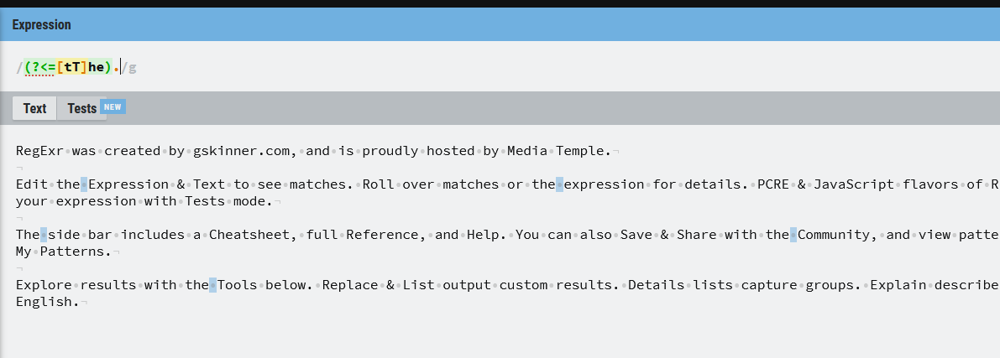 Expression
/(?<=[tT]he)./g
Text Tests NEW
RegExr was created by gskinner.com, and is proudly hosted by Media Temple.
Edit the Expression & Text to see matches. Roll over matches or the expression for details. PCRE & JavaScript flavors of R
your expression with Tests mode.
The side bar includes a Cheatsheet, full Reference, and Help. You can also Save & Share with the Community, and view patte
My Patterns.
Explore results with the Tools below. Replace & List output custom results. Details lists capture groups. Explain describe
English.